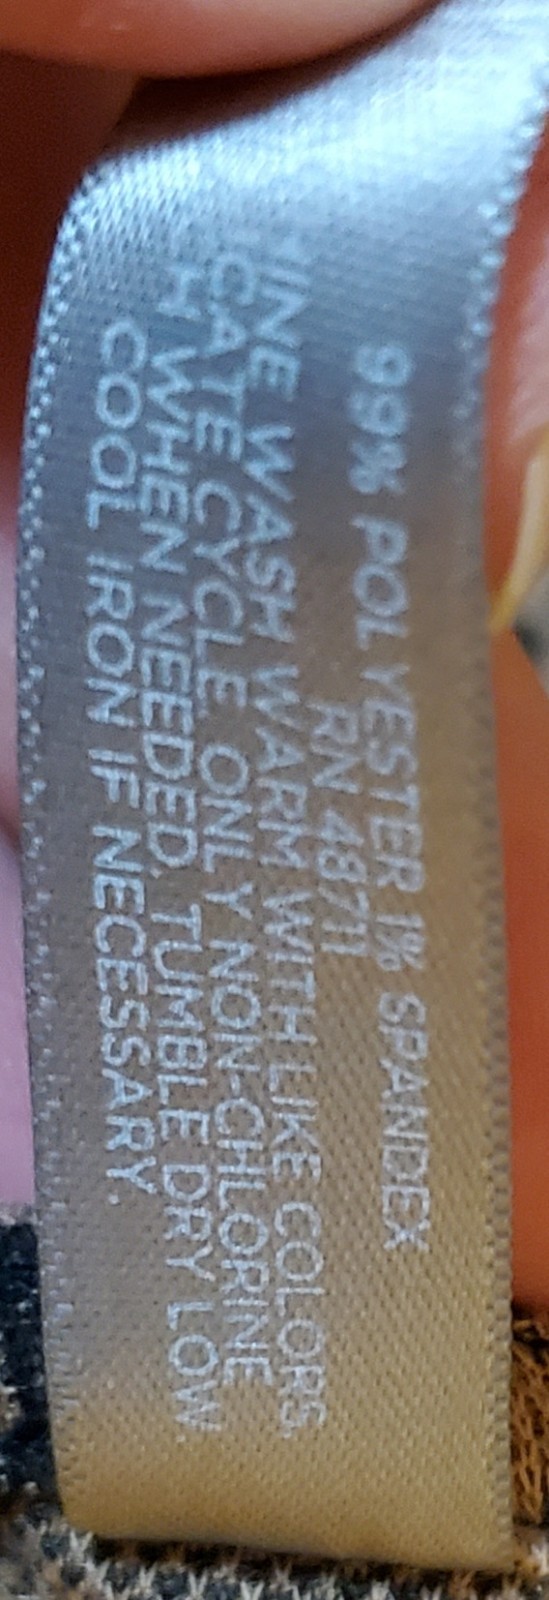 99% POLYESTER 1% SPANDEX
RN 48711
HINE WASH WARM WITH LIKE COLORS,
ICATE CYCLE. ONLY NON-CHLORINE
H WHEN NEEDED. TUMBLE DRY LOW.
COOL IRON IF NECESSARY.